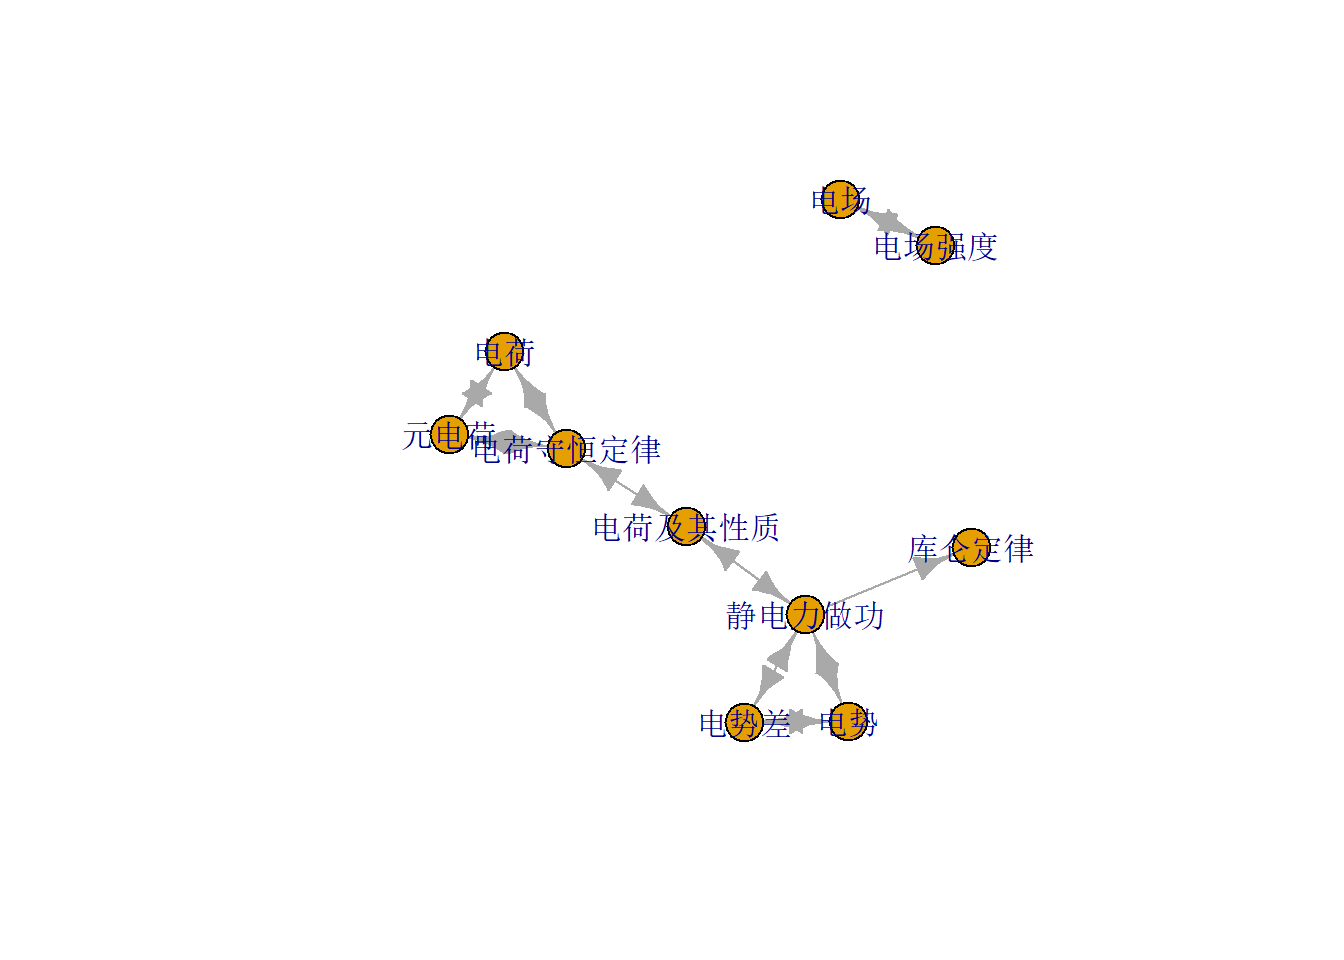 电场
电场强度
电荷
元电荷
电荷守恒定律
电荷及其性质
库仑定律
静电力做功
电势差
电势